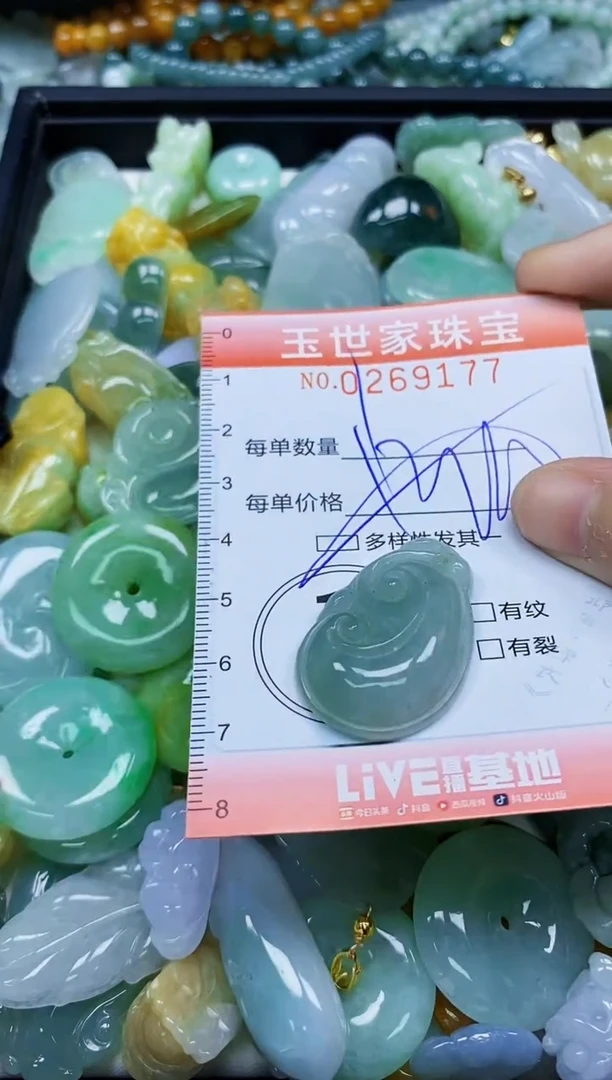 玉世家珠宝
NO.0269177
每单数量
每单价格
多样性发其
有纹
有裂
LiVE直播基地
今日头条 抖音 西瓜视频 抖音火山版
0
1
2
3
4
5
6
7
8